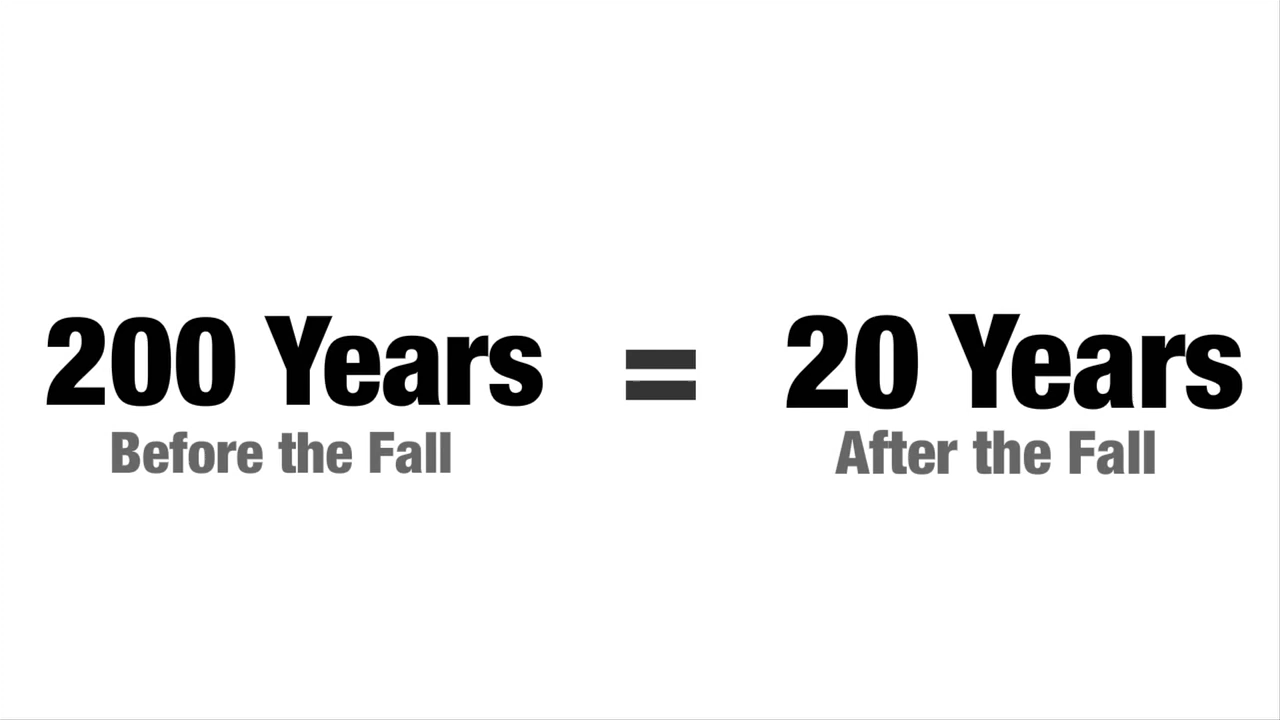 200 Years = 20 Years
Before the Fall After the Fall